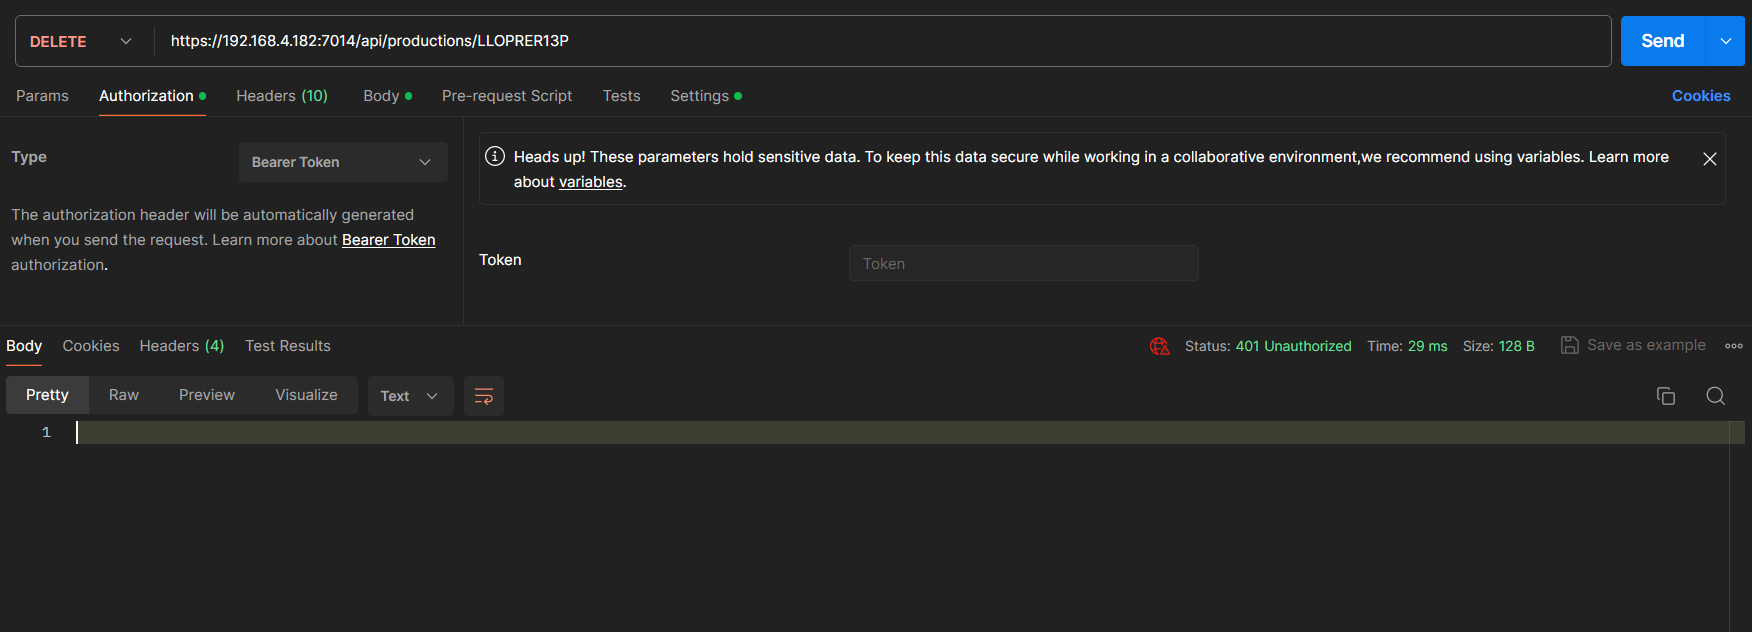 DELETE https://192.168.4.182:7014/api/productions/LLOPRER13P Send
Params Authorization Headers (10) Body Pre-request Script Tests Settings Cookies
Type Bearer Token
The authorization header will be automatically generated
when you send the request. Learn more about Bearer Token
authorization.
Heads up! These parameters hold sensitive data. To keep this data secure while working in a collaborative environment,we recommend using variables. Learn more
about variables.
Token Token
Body Cookies Headers (4) Test Results Status: 401 Unauthorized Time: 29 ms Size: 128 B Save as example
Pretty Raw Preview Visualize Text
1